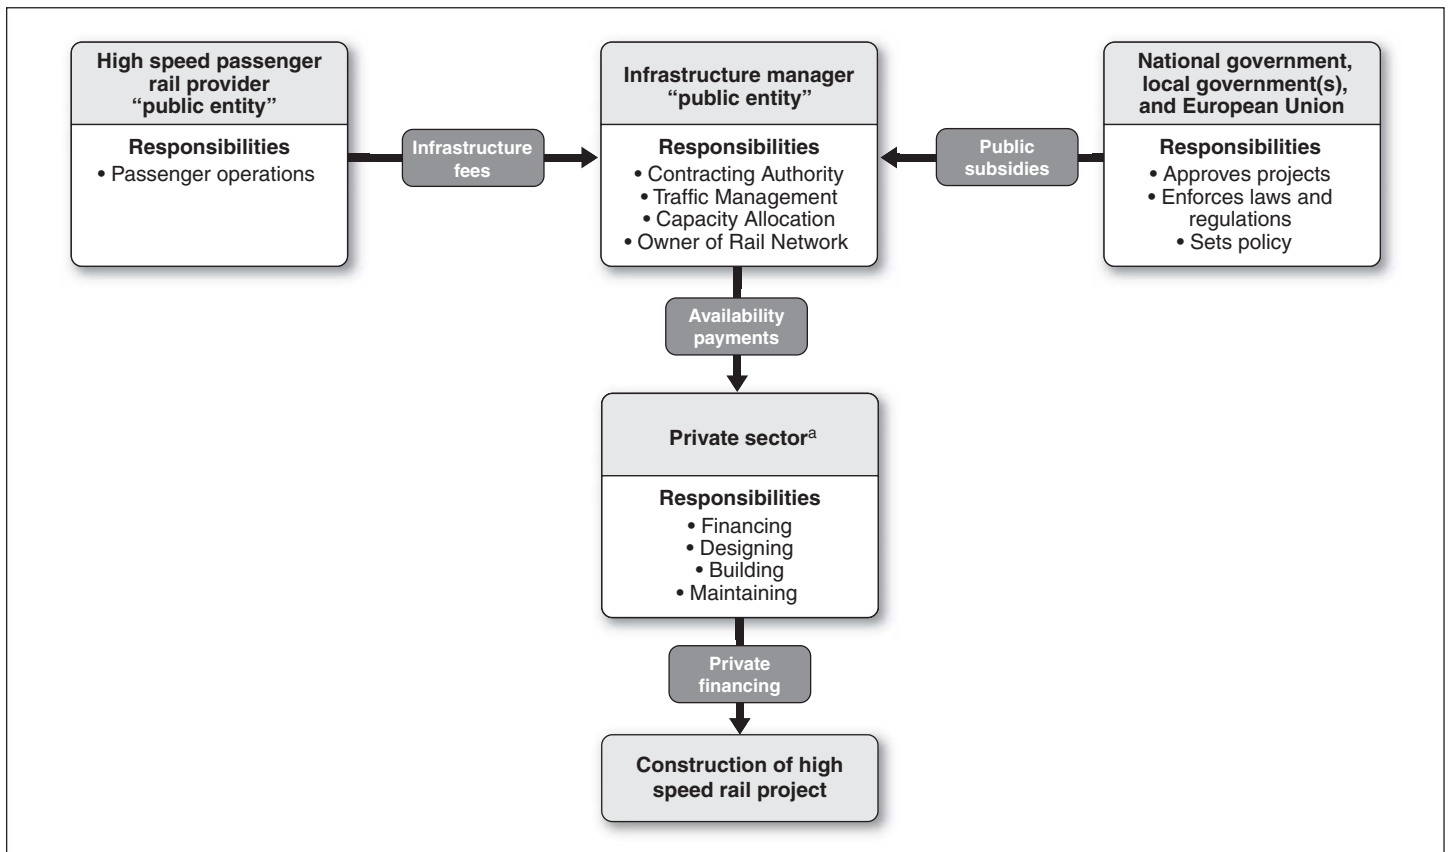 High speed passenger
rail provider
“public entity”
Responsibilities
• Passenger operations
Infrastructure
fees
Infrastructure manager
“public entity”
Responsibilities
• Contracting Authority
• Traffic Management
• Capacity Allocation
• Owner of Rail Network
Public
subsidies
National government,
local government(s),
and European Union
Responsibilities
• Approves projects
• Enforces laws and
regulations
• Sets policy
Availability
payments
Private sectorᵃ
Responsibilities
• Financing
• Designing
• Building
• Maintaining
Private
financing
Construction of high
speed rail project